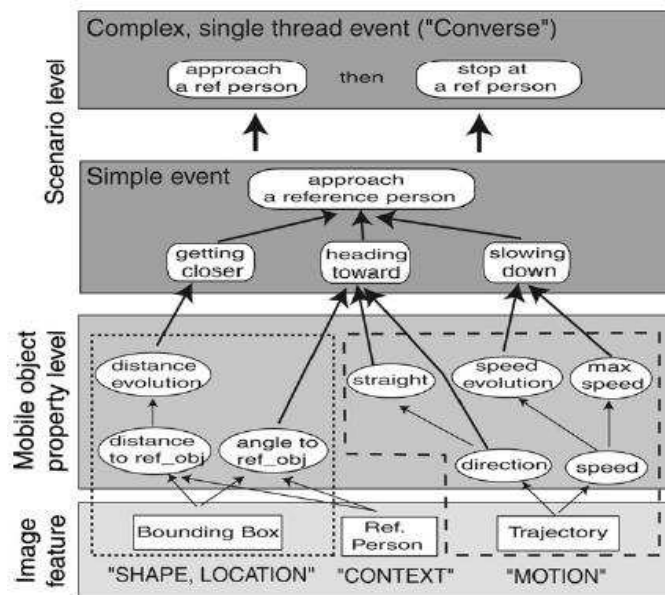 Complex, single thread event ("Converse")
approach
a ref person
then
stop at
a ref person
Scenario level
Simple event
approach
a reference person
getting
closer
heading
toward
slowing
down
Mobile object
property level
distance
evolution
straight
speed
evolution
max
speed
distance
to ref_obj
angle to
ref_obj
direction
speed
Image
feature
Bounding Box
Ref.
Person
Trajectory
"SHAPE, LOCATION"
"CONTEXT"
"MOTION"